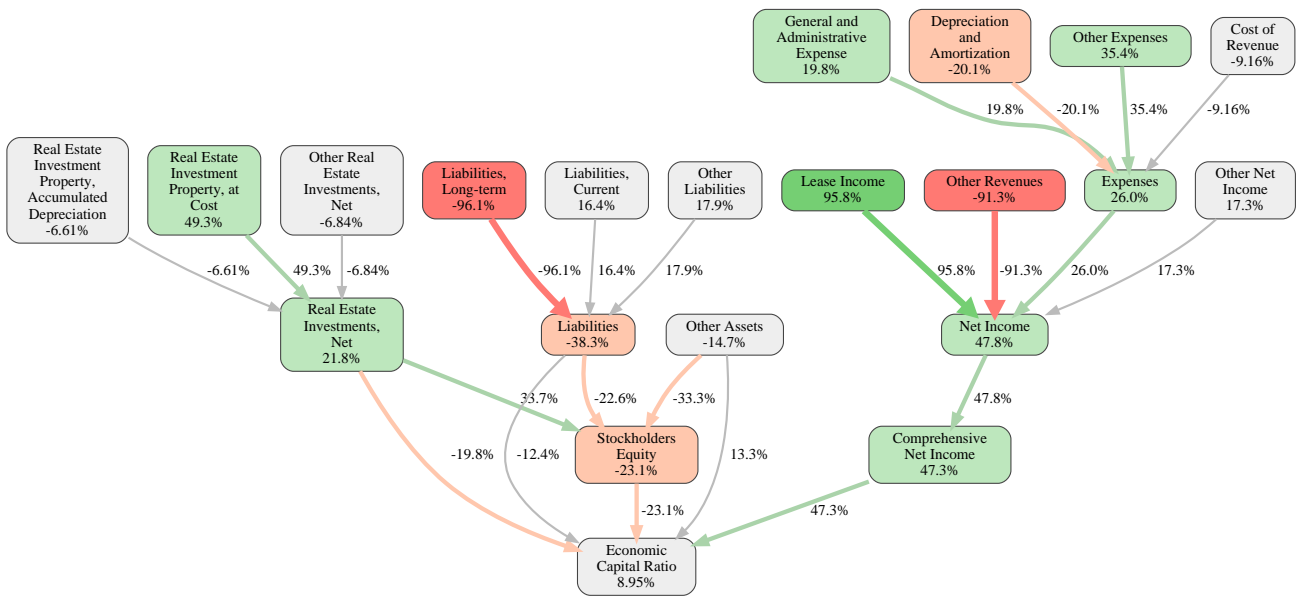 General and
Administrative
Expense
19.8%
Depreciation
and
Amortization
-20.1%
Other Expenses
35.4%
Cost of
Revenue
-9.16%
19.8%
-20.1%
35.4%
-9.16%
Real Estate
Investment
Property,
Accumulated
Depreciation
-6.61%
Real Estate
Investment
Property, at
Cost
49.3%
Other Real
Estate
Investments,
Net
-6.84%
Liabilities,
Long-term
-96.1%
Liabilities,
Current
16.4%
Other
Liabilities
17.9%
Lease Income
95.8%
Other Revenues
-91.3%
Expenses
26.0%
Other Net
Income
17.3%
-6.61%
49.3%
-6.84%
-96.1%
16.4%
17.9%
95.8%
-91.3%
26.0%
17.3%
Real Estate
Investments,
Net
21.8%
Liabilities
-38.3%
Other Assets
-14.7%
Net Income
47.8%
33.7%
-22.6%
-33.3%
47.8%
Stockholders
Equity
-23.1%
Comprehensive
Net Income
47.3%
-19.8%
-12.4%
13.3%
-23.1%
47.3%
Economic
Capital Ratio
8.95%